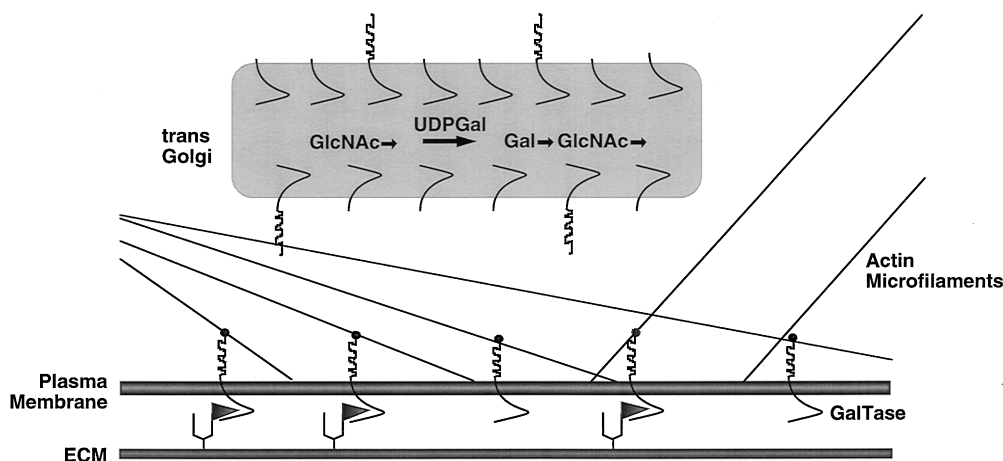 trans
Golgi
UDPGal
GlcNAc→
Gal→GlcNAc→
Actin
Microfilaments
Plasma
Membrane
GalTase
ECM